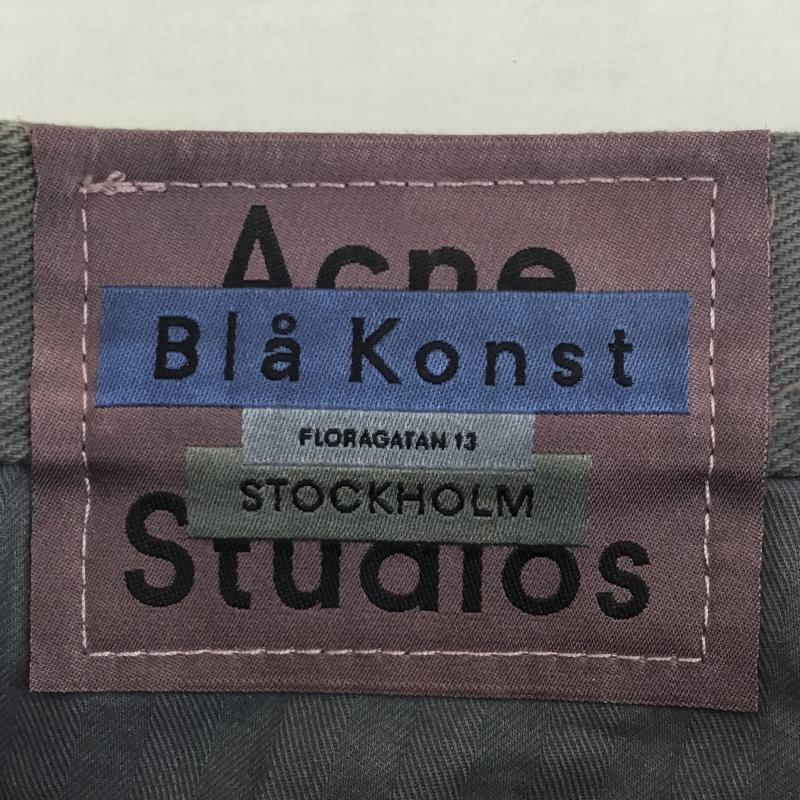 Acne
Blå Konst
FLORAGATAN 13
STOCKHOLM
Studios